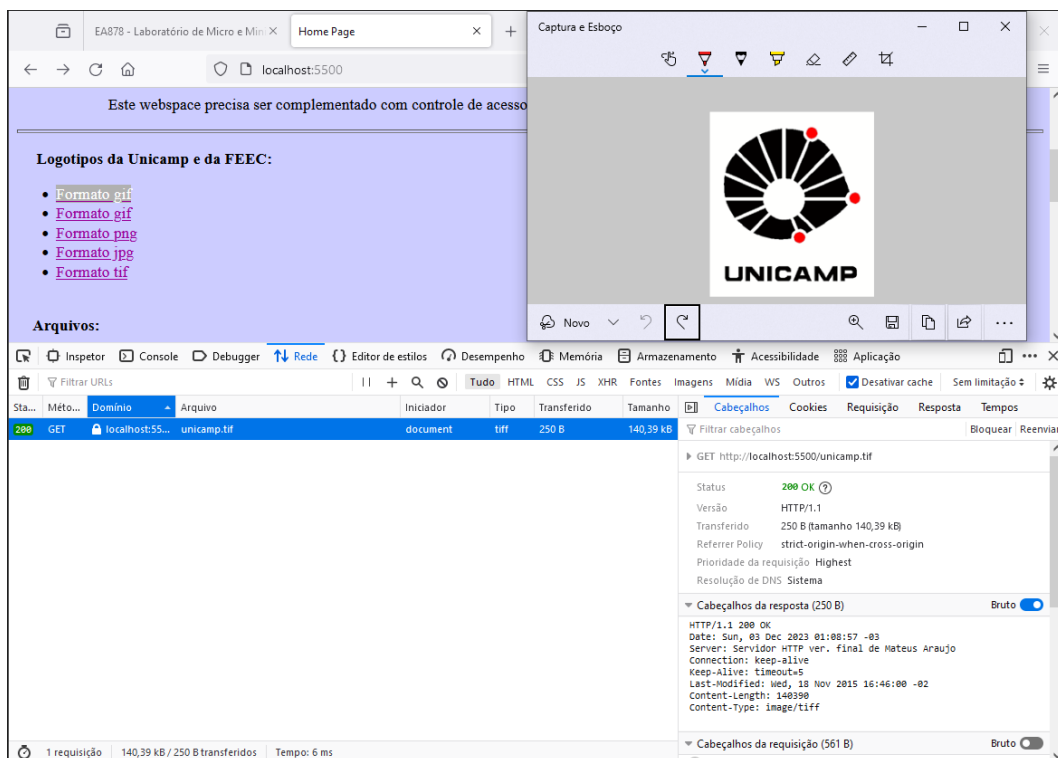 EA878 - Laboratório de Micro e Min
Home Page
Captura e Esboço
localhost:5500
Este webspace precisa ser complementado com controle de acesso
Logotipos da Unicamp e da FEEC:
Formato gif
Formato gif
Formato png
Formato jpg
Formato tif
UNICAMP
Arquivos:
Novo
Inspetor Console Debugger Rede Editor de estilos Desempenho Memória Armazenamento Acessibilidade Aplicação
Filtrar URLs Tudo HTML CSS JS XHR Fontes Imagens Mídia WS Outros Desativar cache Sem limitação
Sta... Méto... Domínio Arquivo Iniciador Tipo Transferido Tamanho Cabeçalhos Cookies Requisição Resposta Tempos
200 GET localhost:55... unicamp.tif document tiff 250 B 140,39 kB Filtrar cabeçalhos Bloquear Reenviar
GET http://localhost:5500/unicamp.tif
Status 200 OK
Versão HTTP/1.1
Transferido 250 B (tamanho 140,39 kB)
Referrer Policy strict-origin-when-cross-origin
Prioridade da requisição Highest
Resolução de DNS Sistema
Cabeçalhos da resposta (250 B) Bruto
HTTP/1.1 200 OK
Date: Sun, 03 Dec 2023 01:08:57 -03
Server: Servidor HTTP ver. final de Mateus Araujo
Connection: keep-alive
Keep-Alive: timeout=5
Last-Modified: Wed, 18 Nov 2015 16:46:00 -02
Content-Length: 140390
Content-Type: image/tiff
Cabeçalhos da requisição (561 B) Bruto
1 requisição 140,39 kB / 250 B transferidos Tempo: 6 ms